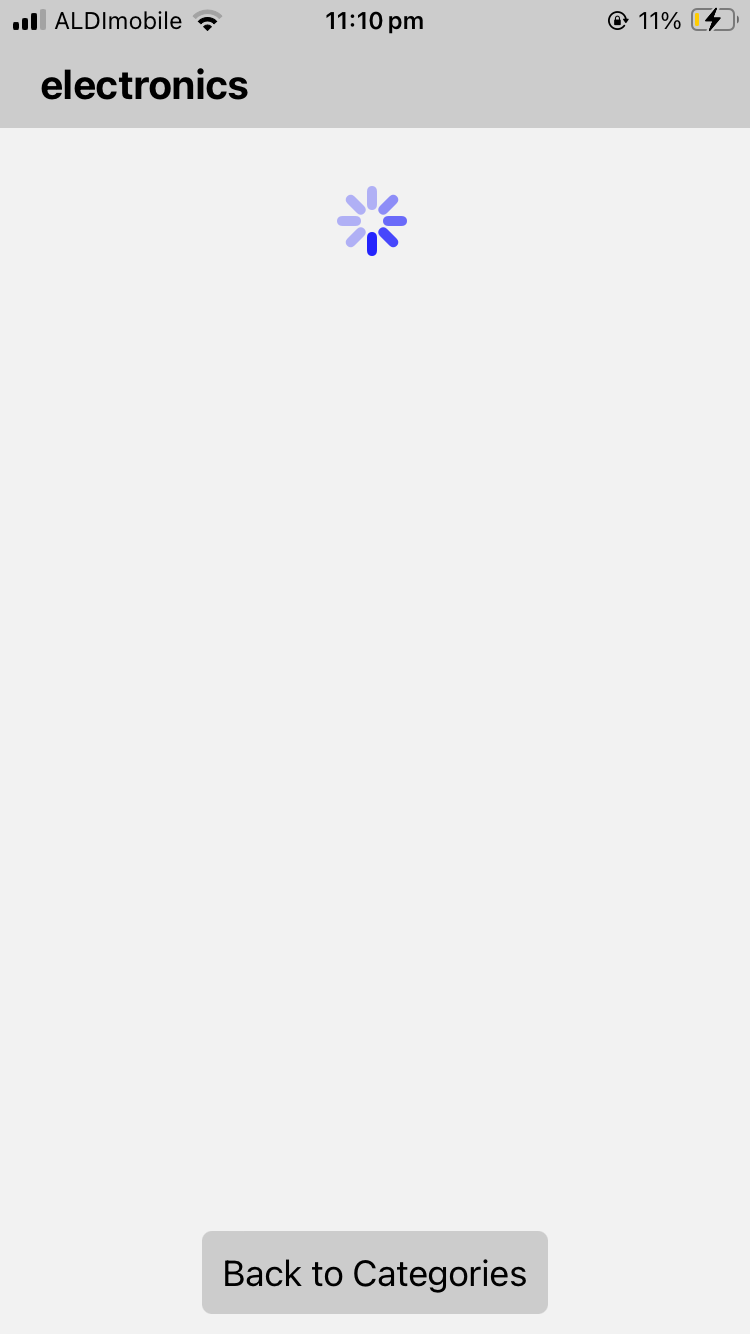 ALDImobile 11:10 pm 11%
electronics
Back to Categories